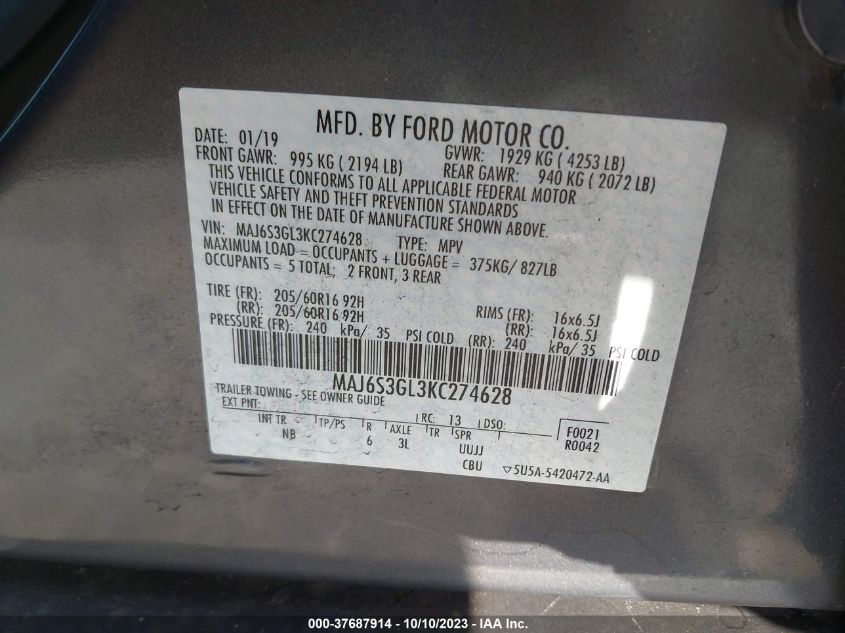 MFD. BY FORD MOTOR CO.
DATE: 01/19 GVWR: 1929 KG ( 4253 LB)
FRONT GAWR: 995 KG ( 2194 LB) REAR GAWR: 940 KG ( 2072 LB)
THIS VEHICLE CONFORMS TO ALL APPLICABLE FEDERAL MOTOR
VEHICLE SAFETY AND THEFT PREVENTION STANDARDS
IN EFFECT ON THE DATE OF MANUFACTURE SHOWN ABOVE.
VIN: MAJ6S3GL3KC274628 TYPE: MPV
MAXIMUM LOAD = OCCUPANTS + LUGGAGE = 375KG/ 827LB
OCCUPANTS = 5 TOTAL; 2 FRONT, 3 REAR
TIRE (FR): 205/60R16 92H RIMS (FR): 16x6.5J
(RR): 205/60R16 92H (RR): 16x6.5J
PRESSURE (FR): 240 kPa/ 35 PSI COLD (RR): 240 kPa/ 35 PSI COLD
MAJ6S3GL3KC274628
TRAILER TOWING - SEE OWNER GUIDE
EXT PNT: RC: 13 DSO: F0021
INT TR TP/PS R AXLE TR SPR R0042
NB 6 3L UUJJ
CBU ▽5U5A-5420472-AA
000-37687914 - 10/10/2023 - IAA Inc.